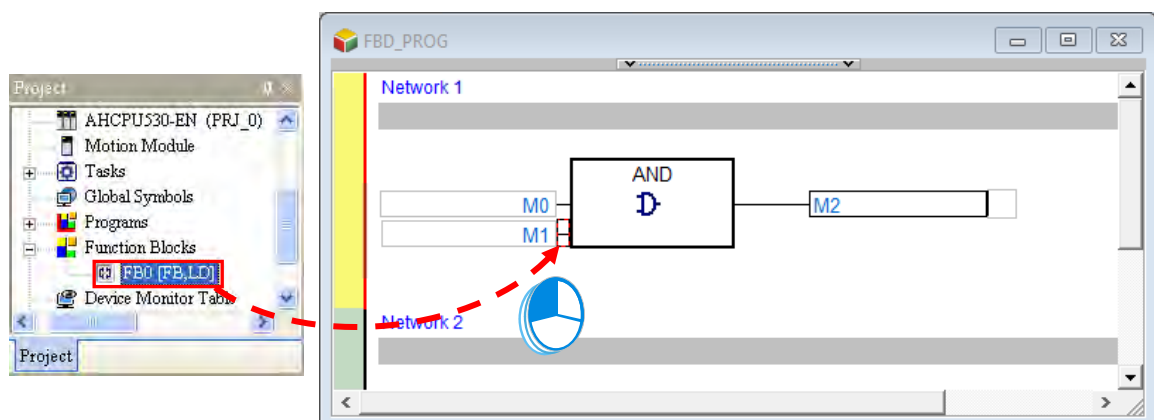 Project
AHCPU530-EN (PRJ_0)
Motion Module
Tasks
Global Symbols
Programs
Function Blocks
FB0 [FB,LD]
Device Monitor Table
Project
FBD_PROG
Network 1
AND
M0
M2
M1
Network 2